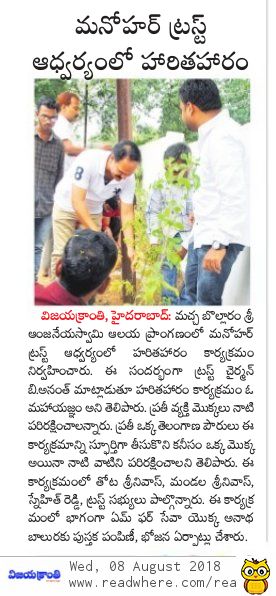 మనోహర్ ట్రస్ట్
ఆధ్వర్యంలో హారితహారం
విజయక్రాంతి, హైదరాబాద్: మచ్చ బొల్లారం శ్రీ
ఆంజనేయస్వామి ఆలయ ప్రాంగణంలో మనోహర్
ట్రస్ట్ ఆధ్వర్యంలో హరితహారం కార్యక్రమం
నిర్వహించారు. ఈ సందర్భంగా ట్రస్ట్ చైర్మన్
బి.అనంత్ మాట్లాడుతూ హరితహారం కార్యక్రమం ఓ
మహాయజ్ఞం అని తెలిపారు. ప్రతీ వ్యక్తి మొక్కలు నాటి
పరిరక్షించాలన్నారు. ప్రతీ ఒక్క తెలంగాణ పౌరులు ఈ
కార్యక్రమాన్ని స్ఫూర్తిగా తీసుకొని కనీసం ఒక్క మొక్క
అయినా నాటి వాటిని పరిరక్షించాలని తెలిపారు. ఈ
కార్యక్రమంలో తోట శ్రీనివాస్, మండల శ్రీనివాస్,
స్నేహిత్ రెడ్డి, ట్రస్ట్ సభ్యులు పాల్గొన్నారు. ఈ కార్యక్ర
మంలో భాగంగా ఏమ్ ఫర్ సేవా యొక్క అనాథ
బాలురకు పుస్తక పంపిణీ, భోజన ఏర్పాట్లు చేశారు.
విజయక్రాంతి
Wed, 08 August 2018
www.readwhere.com/rea